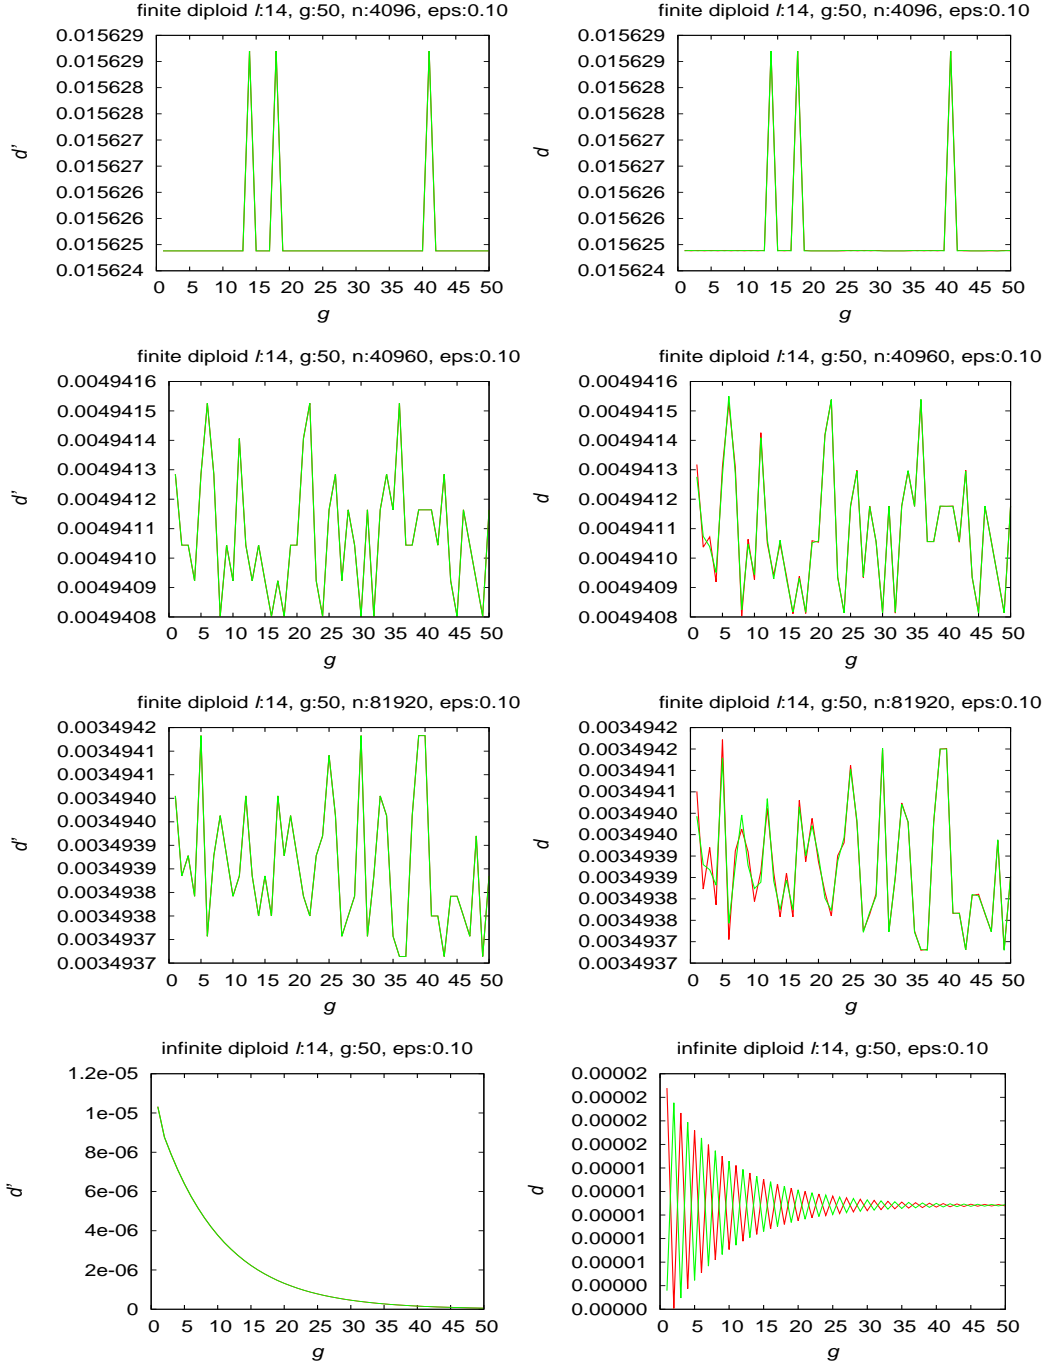 finite diploid l:14, g:50, n:4096, eps:0.10
0.015629
0.015628
0.015628
0.015627
0.015627
0.015626
0.015626
0.015625
0.015624
d'
0 5 10 15 20 25 30 35 40 45 50
g
finite diploid l:14, g:50, n:4096, eps:0.10
0.015629
0.015628
0.015628
0.015627
0.015627
0.015626
0.015626
0.015625
0.015624
d
0 5 10 15 20 25 30 35 40 45 50
g
finite diploid l:14, g:50, n:40960, eps:0.10
0.0049416
0.0049415
0.0049414
0.0049413
0.0049412
0.0049411
0.0049410
0.0049409
0.0049408
d'
0 5 10 15 20 25 30 35 40 45 50
g
finite diploid l:14, g:50, n:40960, eps:0.10
0.0049416
0.0049415
0.0049414
0.0049413
0.0049412
0.0049411
0.0049410
0.0049409
0.0049408
d
0 5 10 15 20 25 30 35 40 45 50
g
finite diploid l:14, g:50, n:81920, eps:0.10
0.0034942
0.0034941
0.0034941
0.0034940
0.0034940
0.0034939
0.0034939
0.0034938
0.0034938
0.0034937
0.0034937
d'
0 5 10 15 20 25 30 35 40 45 50
g
finite diploid l:14, g:50, n:81920, eps:0.10
0.0034942
0.0034942
0.0034941
0.0034941
0.0034940
0.0034940
0.0034939
0.0034939
0.0034938
0.0034938
0.0034937
0.0034937
d
0 5 10 15 20 25 30 35 40 45 50
g
infinite diploid l:14, g:50, eps:0.10
1.2e-05
1e-05
8e-06
6e-06
4e-06
2e-06
0
d'
0 5 10 15 20 25 30 35 40 45 50
g
infinite diploid l:14, g:50, eps:0.10
0.00002
0.00002
0.00002
0.00002
0.00001
0.00001
0.00001
0.00001
0.00001
0.00000
0.00000
d
0 5 10 15 20 25 30 35 40 45 50
g